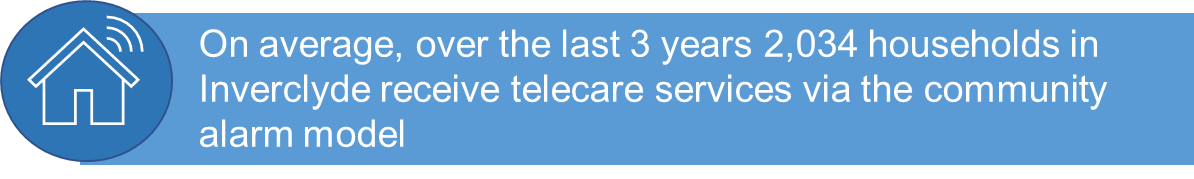 On average, over the last 3 years 2,034 households in
Inverclyde receive telecare services via the community
alarm model